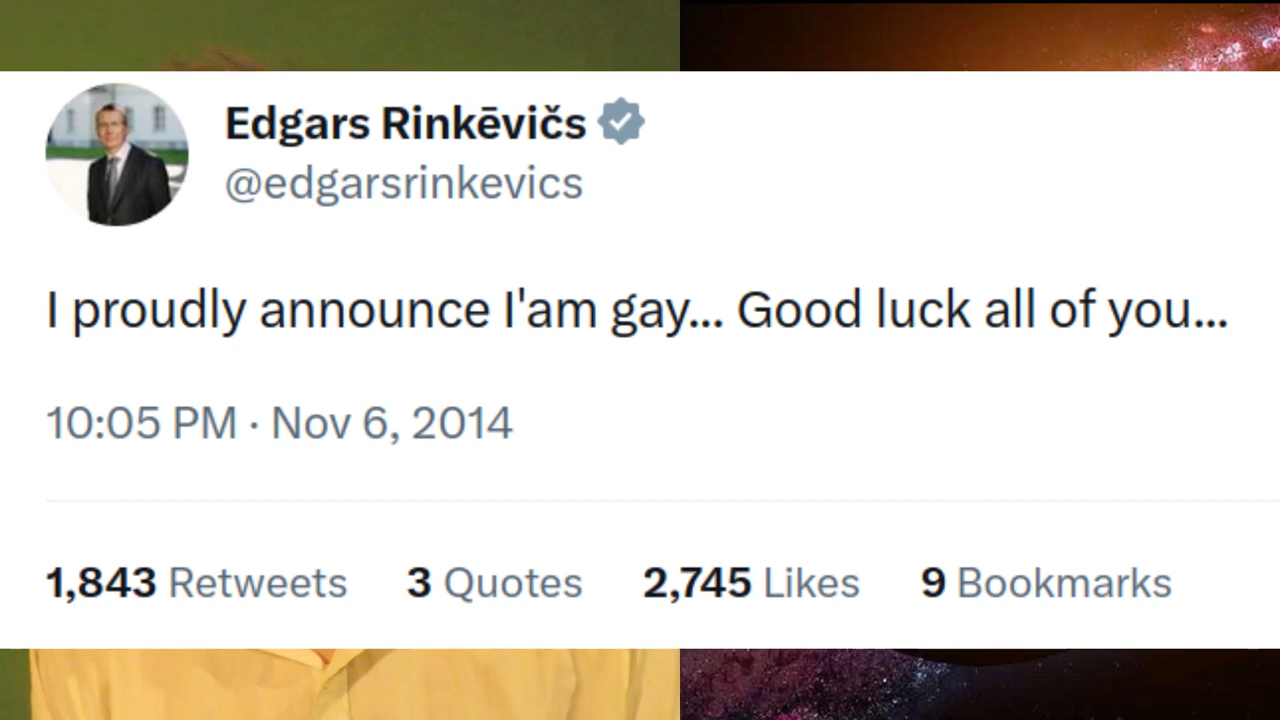 Edgars Rinkēvičs
@edgarsrinkevics
I proudly announce I'am gay... Good luck all of you...
10:05 PM · Nov 6, 2014
1,843 Retweets 3 Quotes 2,745 Likes 9 Bookmarks